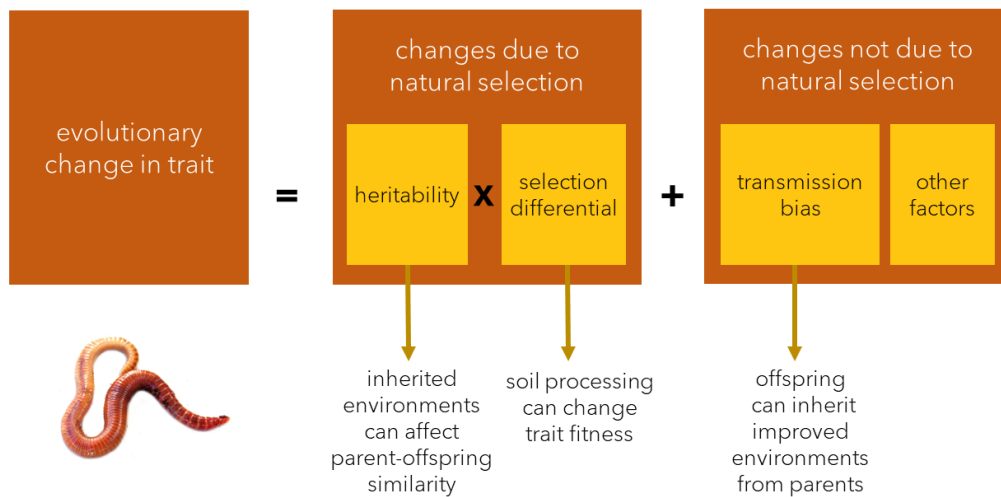 evolutionary
change in trait
=
changes due to
natural selection
heritability
x
selection
differential
+
changes not due to
natural selection
transmission
bias
other
factors
inherited
environments
can affect
parent-offspring
similarity
soil processing
can change
trait fitness
offspring
can inherit
improved
environments
from parents